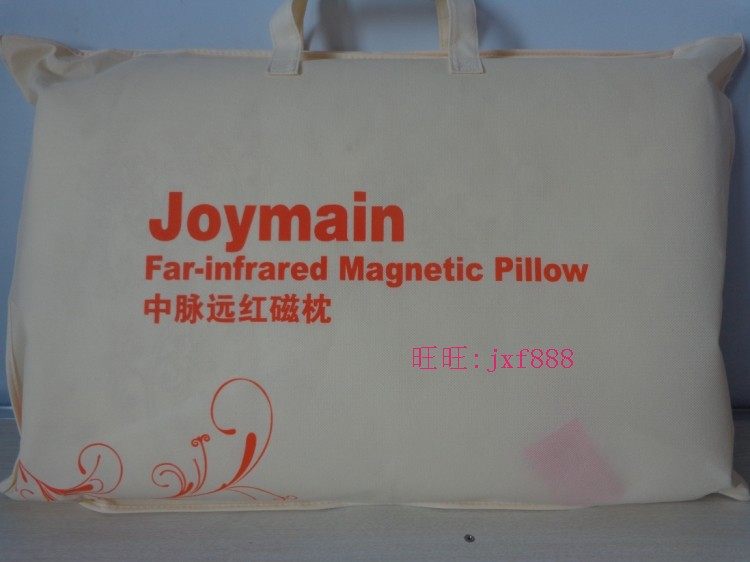 Joymain
Far-infrared Magnetic Pillow
中脉远红磁枕
旺旺:jxf888